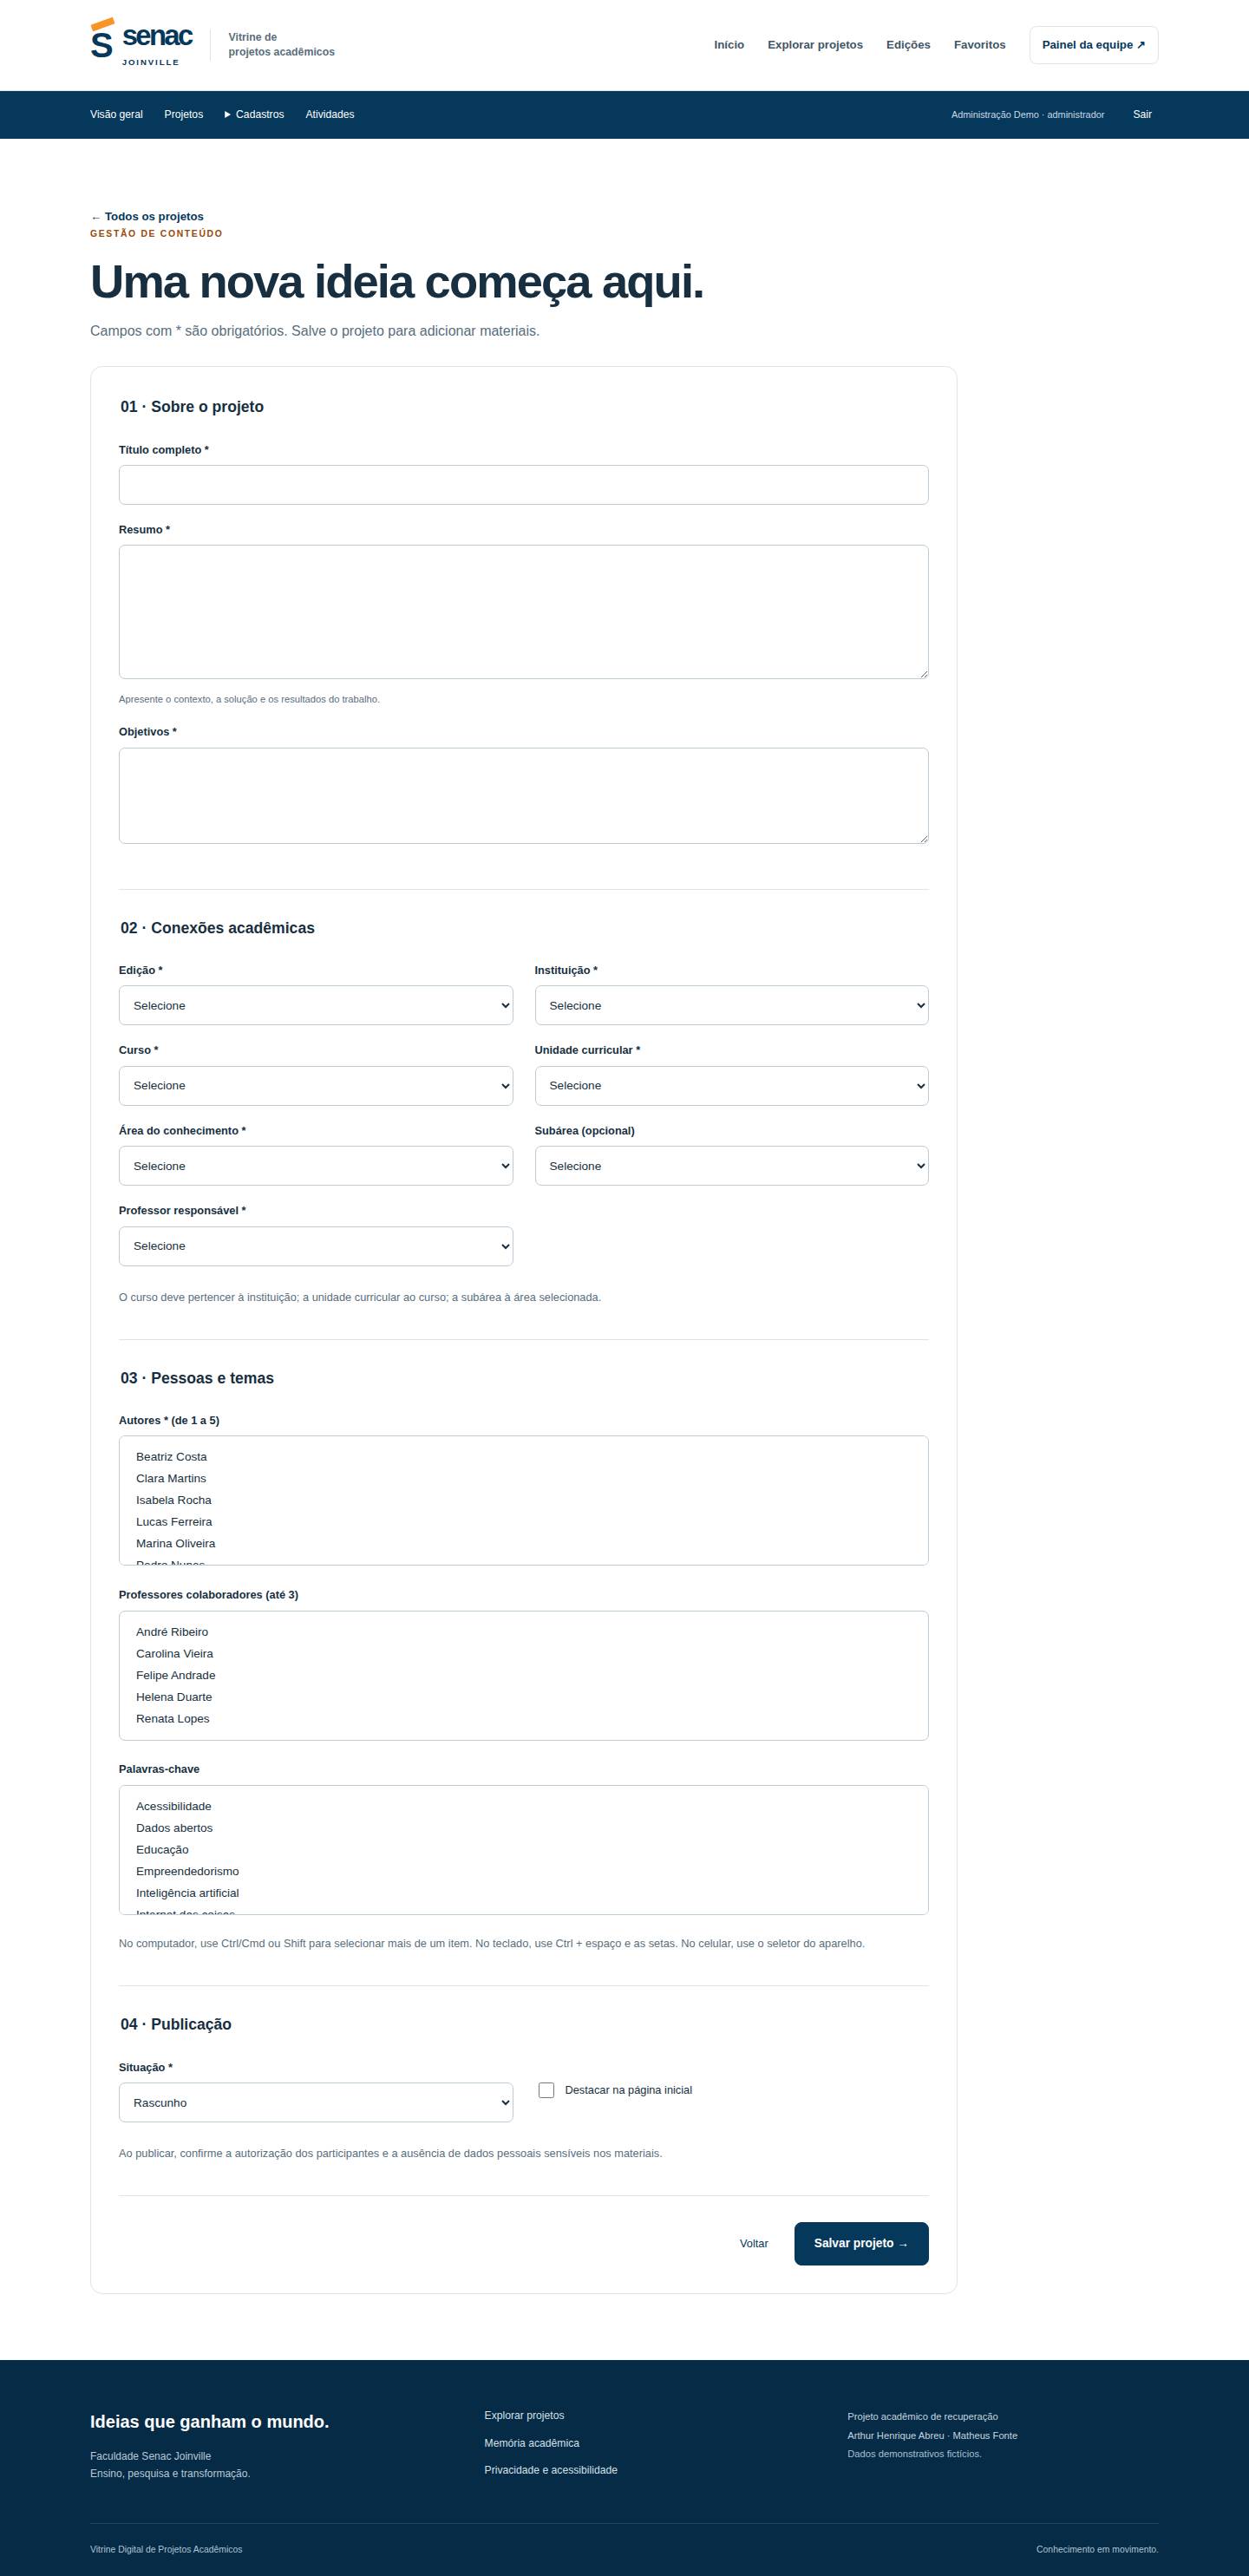 senac
JOINVILLE
Vitrine de
projetos acadêmicos
Início
Explorar projetos
Edições
Favoritos
Painel da equipe ↗
Visão geral
Projetos
▶ Cadastros
Atividades
Administração Demo · administrador
Sair
← Todos os projetos
GESTÃO DE CONTEÚDO
Uma nova ideia começa aqui.
Campos com * são obrigatórios. Salve o projeto para adicionar materiais.
01 · Sobre o projeto
Título completo *
Resumo *
Apresente o contexto, a solução e os resultados do trabalho.
Objetivos *
02 · Conexões acadêmicas
Edição *
Instituição *
Selecione
Selecione
Curso *
Unidade curricular *
Selecione
Selecione
Área do conhecimento *
Subárea (opcional)
Selecione
Selecione
Professor responsável *
Selecione
O curso deve pertencer à instituição; a unidade curricular ao curso; a subárea à área selecionada.
03 · Pessoas e temas
Autores * (de 1 a 5)
Beatriz Costa
Clara Martins
Isabela Rocha
Lucas Ferreira
Marina Oliveira
Pedro Nunes
Professores colaboradores (até 3)
André Ribeiro
Carolina Vieira
Felipe Andrade
Helena Duarte
Renata Lopes
Palavras-chave
Acessibilidade
Dados abertos
Educação
Empreendedorismo
Inteligência artificial
Internet das coisas
No computador, use Ctrl/Cmd ou Shift para selecionar mais de um item. No teclado, use Ctrl + espaço e as setas. No celular, use o seletor do aparelho.
04 · Publicação
Situação *
Rascunho
Destacar na página inicial
Ao publicar, confirme a autorização dos participantes e a ausência de dados pessoais sensíveis nos materiais.
Voltar
Salvar projeto →
Ideias que ganham o mundo.
Faculdade Senac Joinville
Ensino, pesquisa e transformação.
Explorar projetos
Memória acadêmica
Privacidade e acessibilidade
Projeto acadêmico de recuperação
Arthur Henrique Abreu · Matheus Fonte
Dados demonstrativos fictícios.
Vitrine Digital de Projetos Acadêmicos
Conhecimento em movimento.